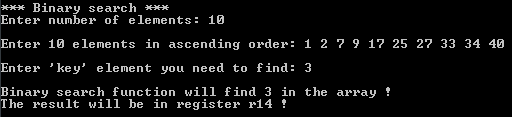 *** Binary search ***
Enter number of elements: 10
Enter 10 elements in ascending order: 1 2 7 9 17 25 27 33 34 40
Enter 'key' element you need to find: 3
Binary search function will find 3 in the array !
The result will be in register r14 !